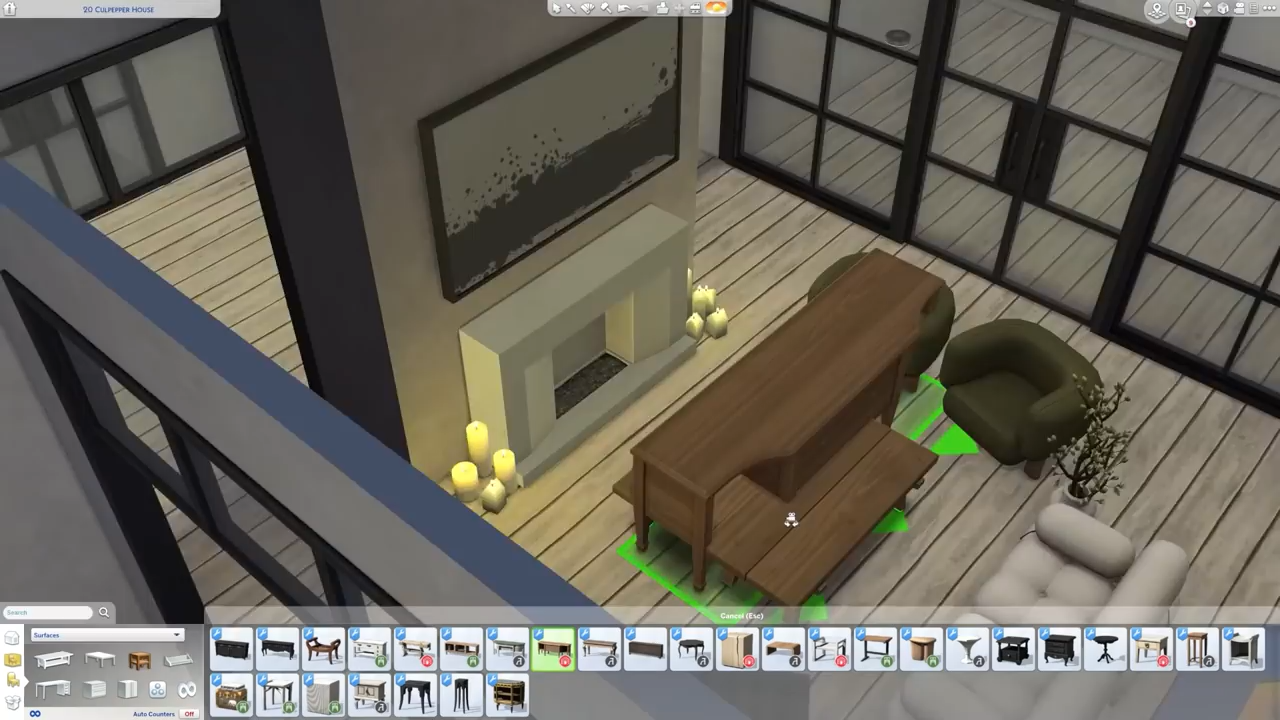 20 Culpepper House
Cancel (Esc)
Search
Surfaces
Auto Counters Off